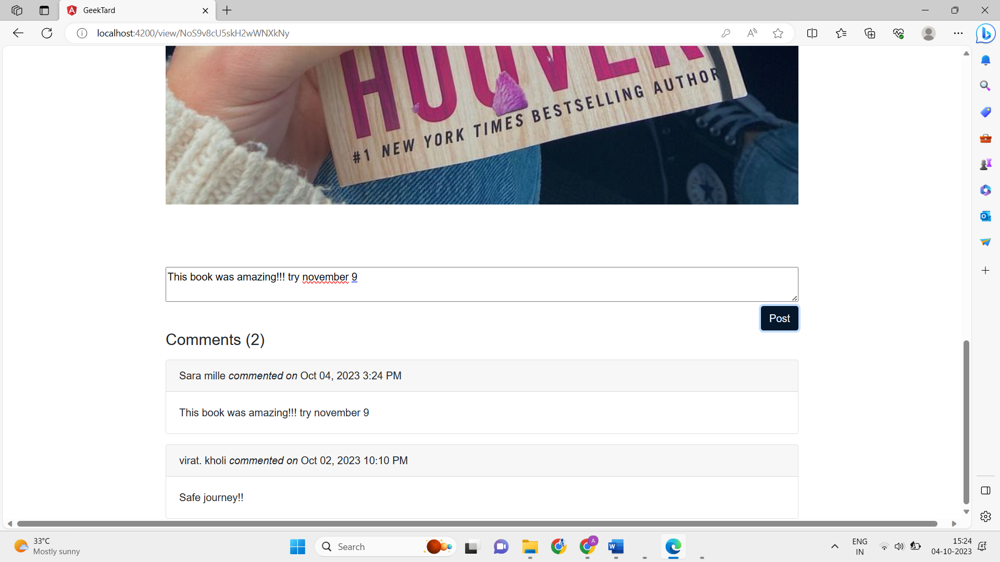 GeekTard
localhost:4200/view/NoS9v8cU5skH2wWNXkNy
HOOVER
#1 NEW YORK TIMES BESTSELLING AUTHOR
This book was amazing!!! try november 9
Post
Comments (2)
Sara mille commented on Oct 04, 2023 3:24 PM
This book was amazing!!! try november 9
virat. kholi commented on Oct 02, 2023 10:10 PM
Safe journey!!
33°C
Mostly sunny
Search
A
ENG
IN
15:24
04-10-2023